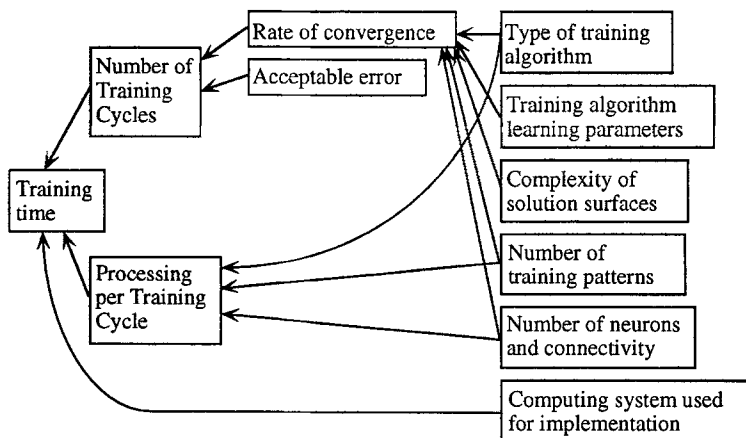 Rate of convergence
Acceptable error
Number of
Training
Cycles
Training
time
Processing
per Training
Cycle
Type of training
algorithm
Training algorithm
learning parameters
Complexity of
solution surfaces
Number of
training patterns
Number of neurons
and connectivity
Computing system used
for implementation